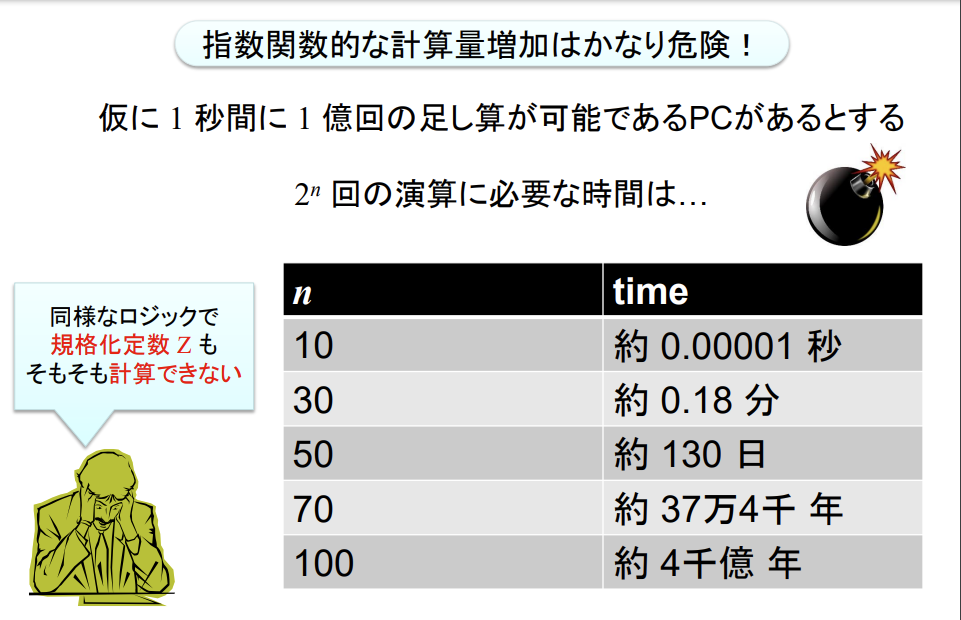 指数関数的な計算量増加はかなり危険！
仮に 1 秒間に 1 億回の足し算が可能であるPCがあるとする
2ⁿ 回の演算に必要な時間は…
同様なロジックで
規格化定数 Z も
そもそも計算できない
n time
10 約 0.00001 秒
30 約 0.18 分
50 約 130 日
70 約 37万4千 年
100 約 4千億 年